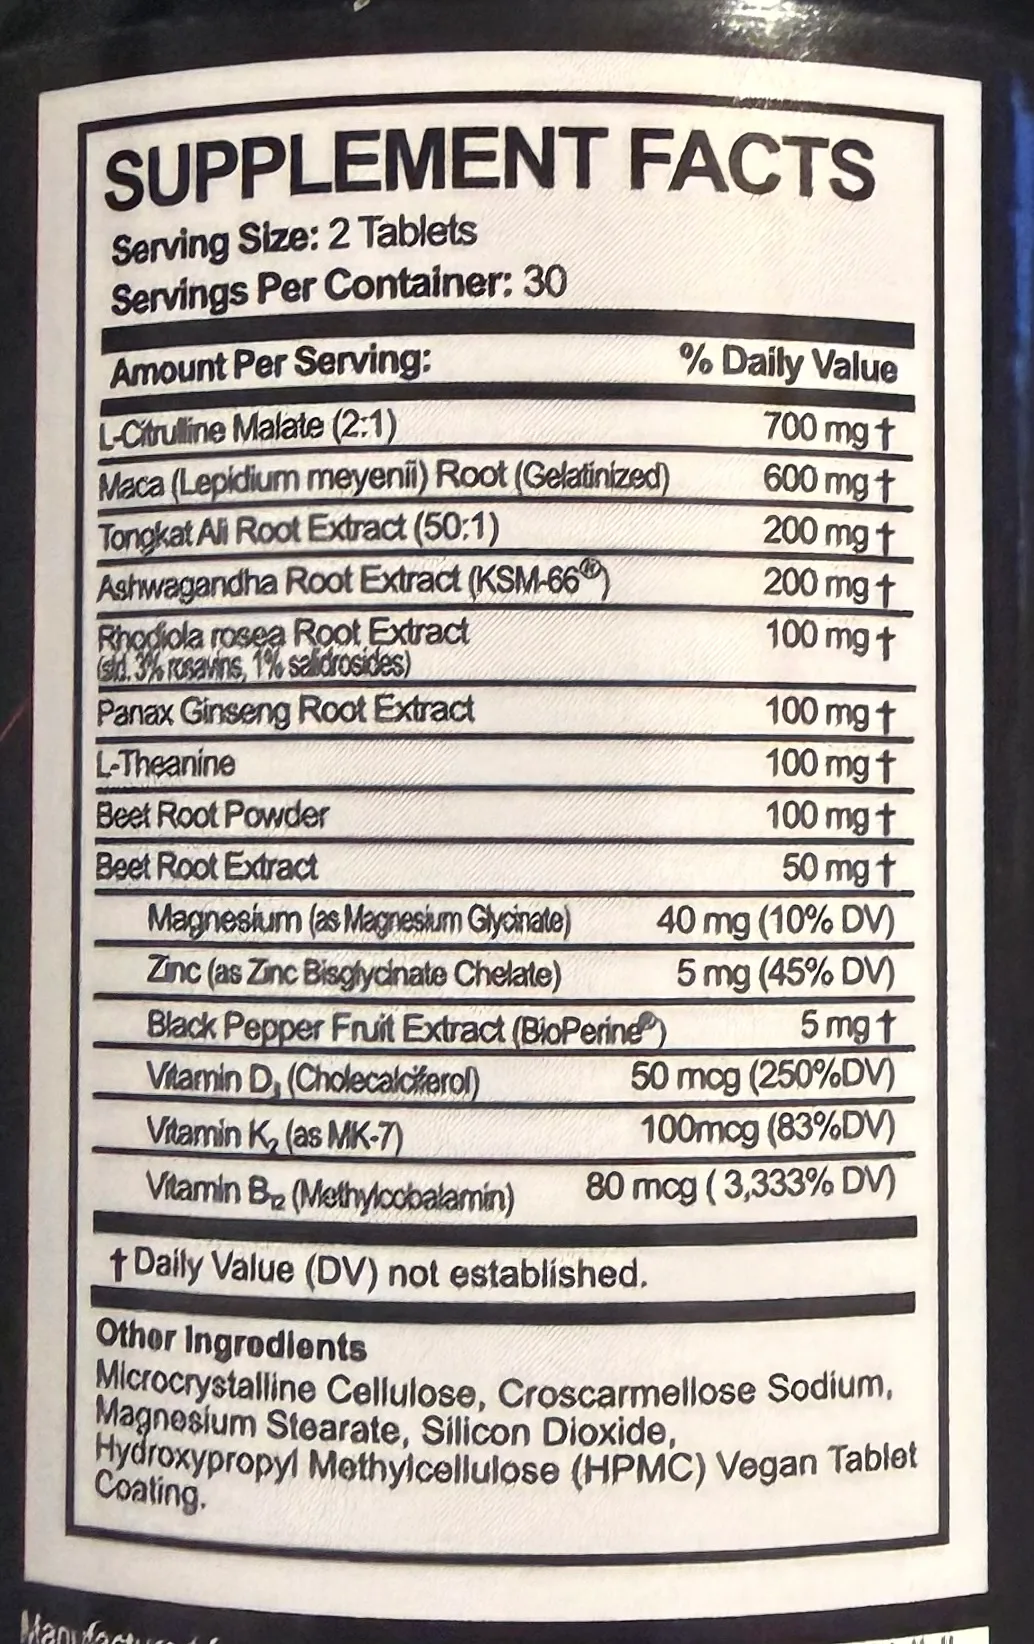 SUPPLEMENT FACTS
Serving Size: 2 Tablets
Servings Per Container: 30
Amount Per Serving: % Daily Value
L-Citrulline Malate (2:1) 700 mg †
Maca (Lepidium meyenii) Root (Gelatinized) 600 mg †
Tongkat Ali Root Extract (50:1) 200 mg †
Ashwagandha Root Extract (KSM-66®) 200 mg †
Rhodiola rosea Root Extract 100 mg †
(std. 3% rosavins, 1% salidrosides)
Panax Ginseng Root Extract 100 mg †
L-Theanine 100 mg †
Beet Root Powder 100 mg †
Beet Root Extract 50 mg †
Magnesium (as Magnesium Glycinate) 40 mg (10% DV)
Zinc (as Zinc Bisglycinate Chelate) 5 mg (45% DV)
Black Pepper Fruit Extract (BioPerine®) 5 mg †
Vitamin D₃ (Cholecalciferol) 50 mcg (250%DV)
Vitamin K₂ (as MK-7) 100mcg (83%DV)
Vitamin B₁₂ (Methylcobalamin) 80 mcg ( 3,333% DV)
† Daily Value (DV) not established.
Other Ingredients
Microcrystalline Cellulose, Croscarmellose Sodium,
Magnesium Stearate, Silicon Dioxide,
Hydroxypropyl Methylcellulose (HPMC) Vegan Tablet
Coating.